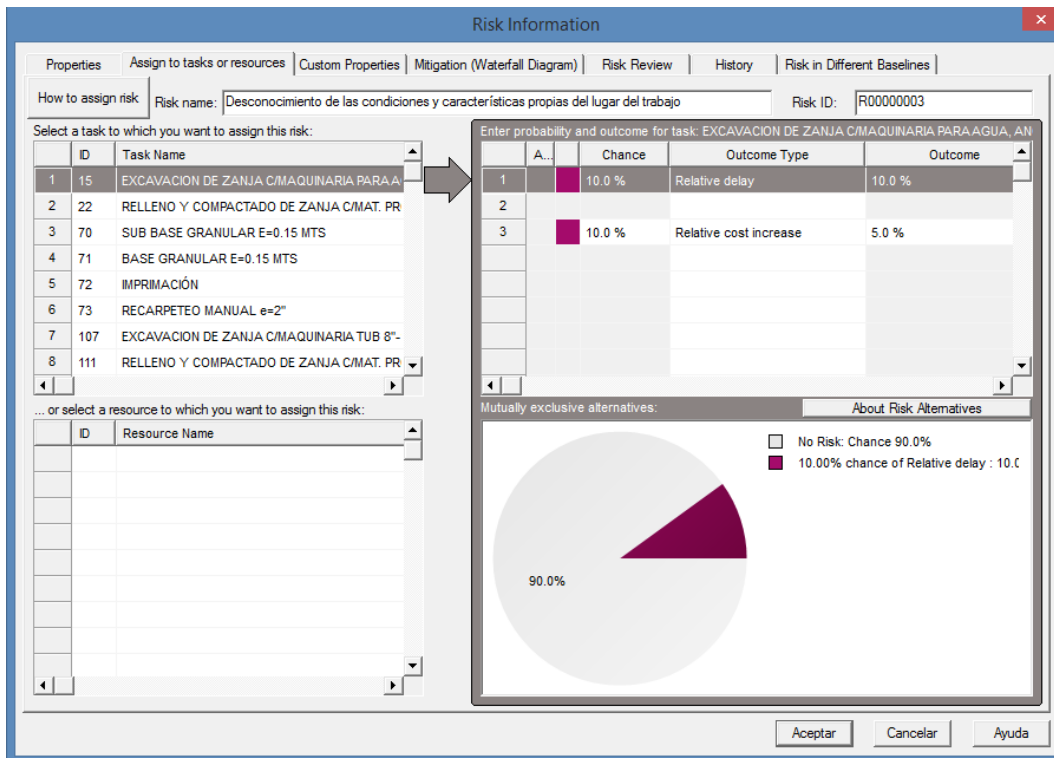 Risk Information
Properties Assign to tasks or resources Custom Properties Mitigation (Waterfall Diagram) Risk Review History Risk in Different Baselines
How to assign risk Risk name: Desconocimiento de las condiciones y características propias del lugar del trabajo Risk ID: R00000003
Select a task to which you want to assign this risk:
ID Task Name
1 15 EXCAVACION DE ZANJA C/MAQUINARIA PARA A
2 22 RELLENO Y COMPACTADO DE ZANJA C/MAT. PR
3 70 SUB BASE GRANULAR E=0.15 MTS
4 71 BASE GRANULAR E=0.15 MTS
5 72 IMPRIMACIÓN
6 73 RECARPETEO MANUAL e=2"
7 107 EXCAVACION DE ZANJA C/MAQUINARIA TUB 8"-
8 111 RELLENO Y COMPACTADO DE ZANJA C/MAT. PR
... or select a resource to which you want to assign this risk:
ID Resource Name
Enter probability and outcome for task: EXCAVACION DE ZANJA C/MAQUINARIA PARA AGUA, AN
A... Chance Outcome Type Outcome
1 10.0 % Relative delay 10.0 %
2
3 10.0 % Relative cost increase 5.0 %
Mutually exclusive alternatives: About Risk Alternatives
No Risk: Chance 90.0%
10.00% chance of Relative delay : 10.0
90.0%
Aceptar Cancelar Ayuda